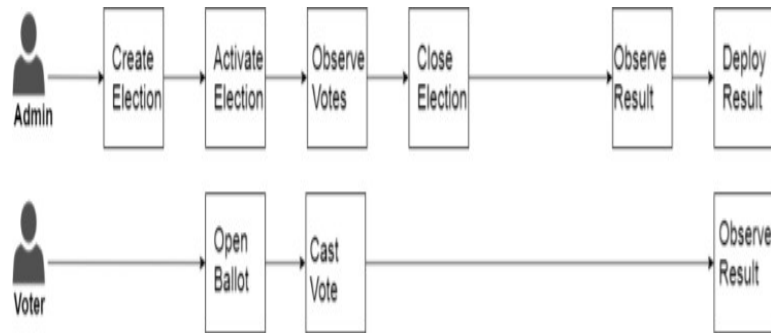 Create
Election
Activate
Election
Observe
Votes
Close
Election
Observe
Result
Deploy
Result
Admin
Open
Ballot
Cast
Vote
Observe
Result
Voter